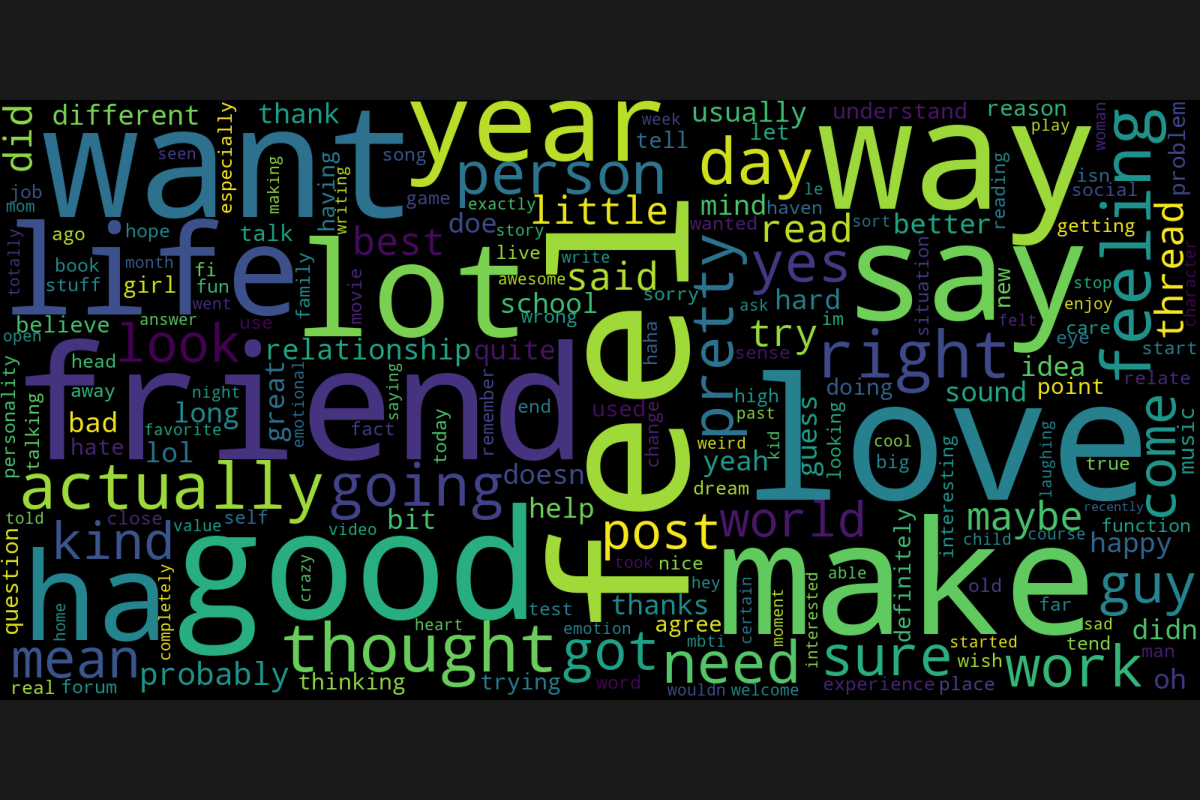 did
different
thank
year
week
tell
usually
understand
reason
play
woman
problem
want
seen
especially
making
having
writing
song
person
game
exactly
let
day
way
le
reading
isn
social
feeling
job
mom
life
ago
hope
talk
best
doe
story
little
mind
haven
wanted
read
sort
better
getting
thread
character
totally
book
month
stuff
girl
fi
fun
went
family
movie
lot
live
write
awesome
said
school
sorry
wrong
feel
pretty
yes
say
situation
new
stop
enjoy
ask
hard
im
felt
care
believe
answer
use
open
look
relationship
quite
haha
try
sense
right
eye
start
idea
relate
head
friend
great
emotional
saying
remember
away
night
personality
talking
bad
favorite
long
fact
today
end
used
change
high
past
kid
guess
doing
looking
sound
point
love
come
music
hate
lol
weird
yeah
cool
big
interesting
laughing
true
actually
going
doesn
dream
told
close
value
self
video
bit
help
post
world
definitely
maybe
recently
function
child
course
happy
question
kind
ha
home
completely
good
crazy
took
nice
make
hey
able
old
far
guy
test
thanks
certain
moment
interested
heart
emotion
agree
mbti
started
sad
tend
didn
man
mean
probably
thought
thinking
trying
got
need
sure
wish
work
oh
real
forum
word
wouldn
welcome
experience
place